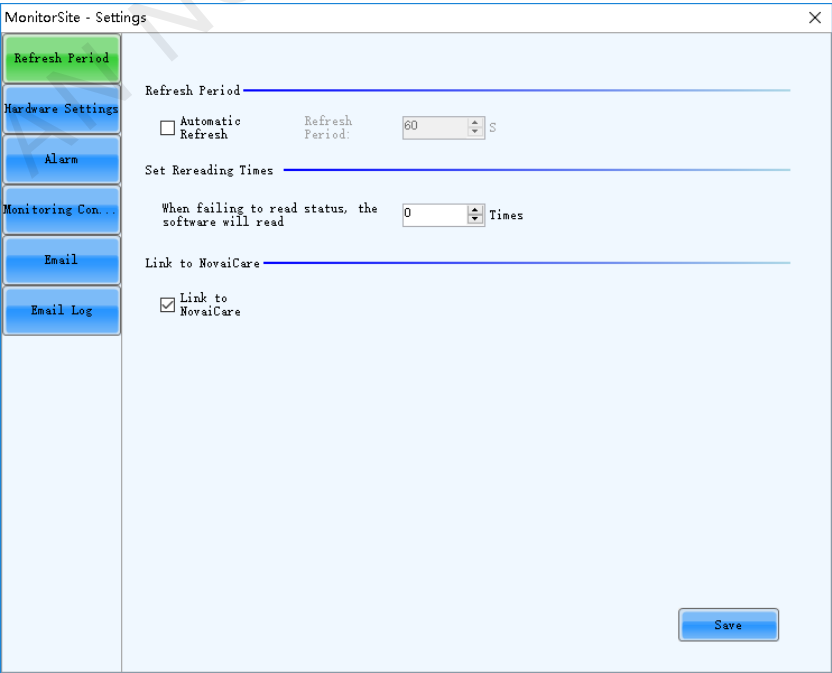 MonitorSite - Settings
Refresh Period
Hardware Settings
Alarm
Monitoring Con...
Email
Email Log
Refresh Period
Automatic
Refresh
Refresh
Period:
60
S
Set Rereading Times
When failing to read status, the
software will read
0
Times
Link to NovaiCare
Link to
NovaiCare
Save